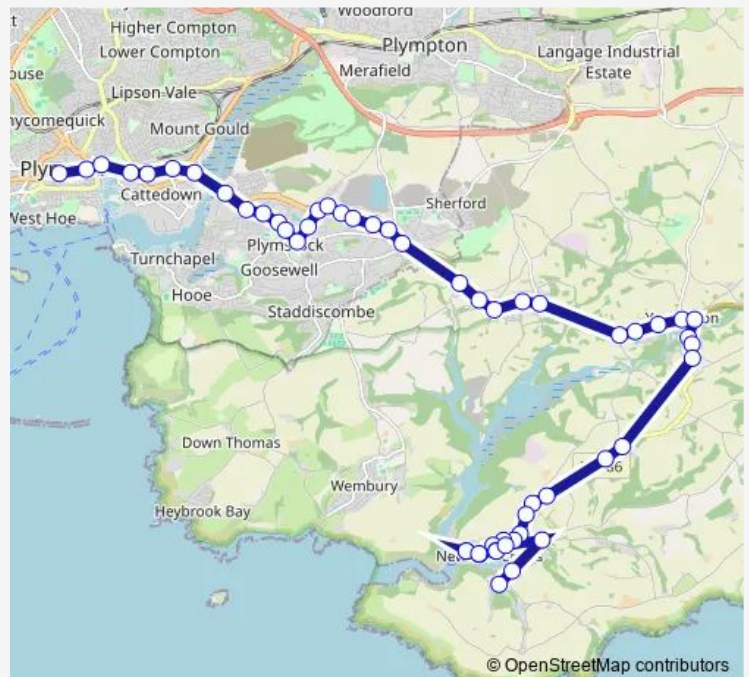 Woodford
Higher Compton
Plympton
Lower Compton
Langage Industrial
Estate
Merafield
Lipson Vale
Mount Gould
Cattedown
Sherford
West Hoe
Turnchapel
Goosewell
Hooe
Staddiscombe
Down Thomas
Wembury
Heybrook Bay
© OpenStreetMap contributors